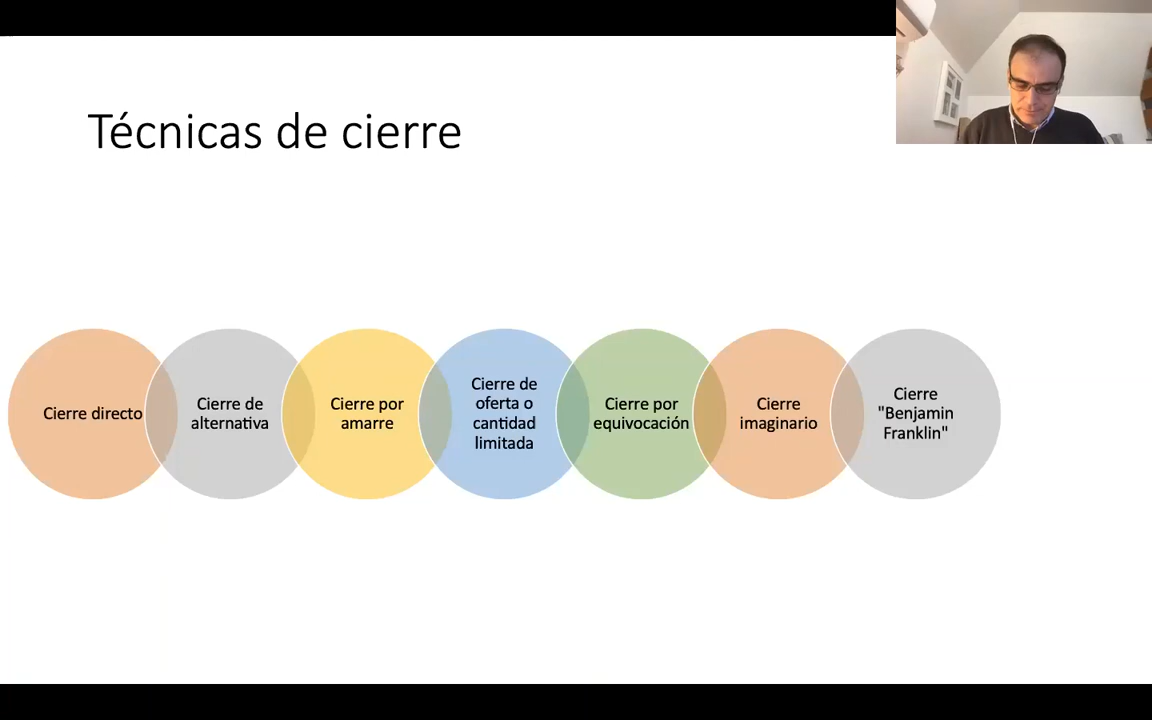 Técnicas de cierre
Cierre directo
Cierre de
alternativa
Cierre por
amarre
Cierre de
oferta o
cantidad
limitada
Cierre por
equivocación
Cierre
imaginario
Cierre
"Benjamin
Franklin"